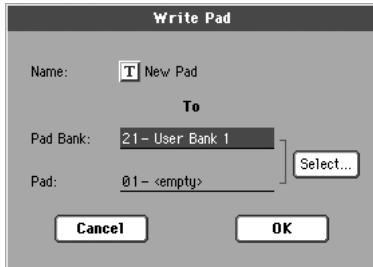 Write Pad
Name: T New Pad
To
Pad Bank: 21- User Bank 1
Select...
Pad: 01- <empty>
Cancel OK